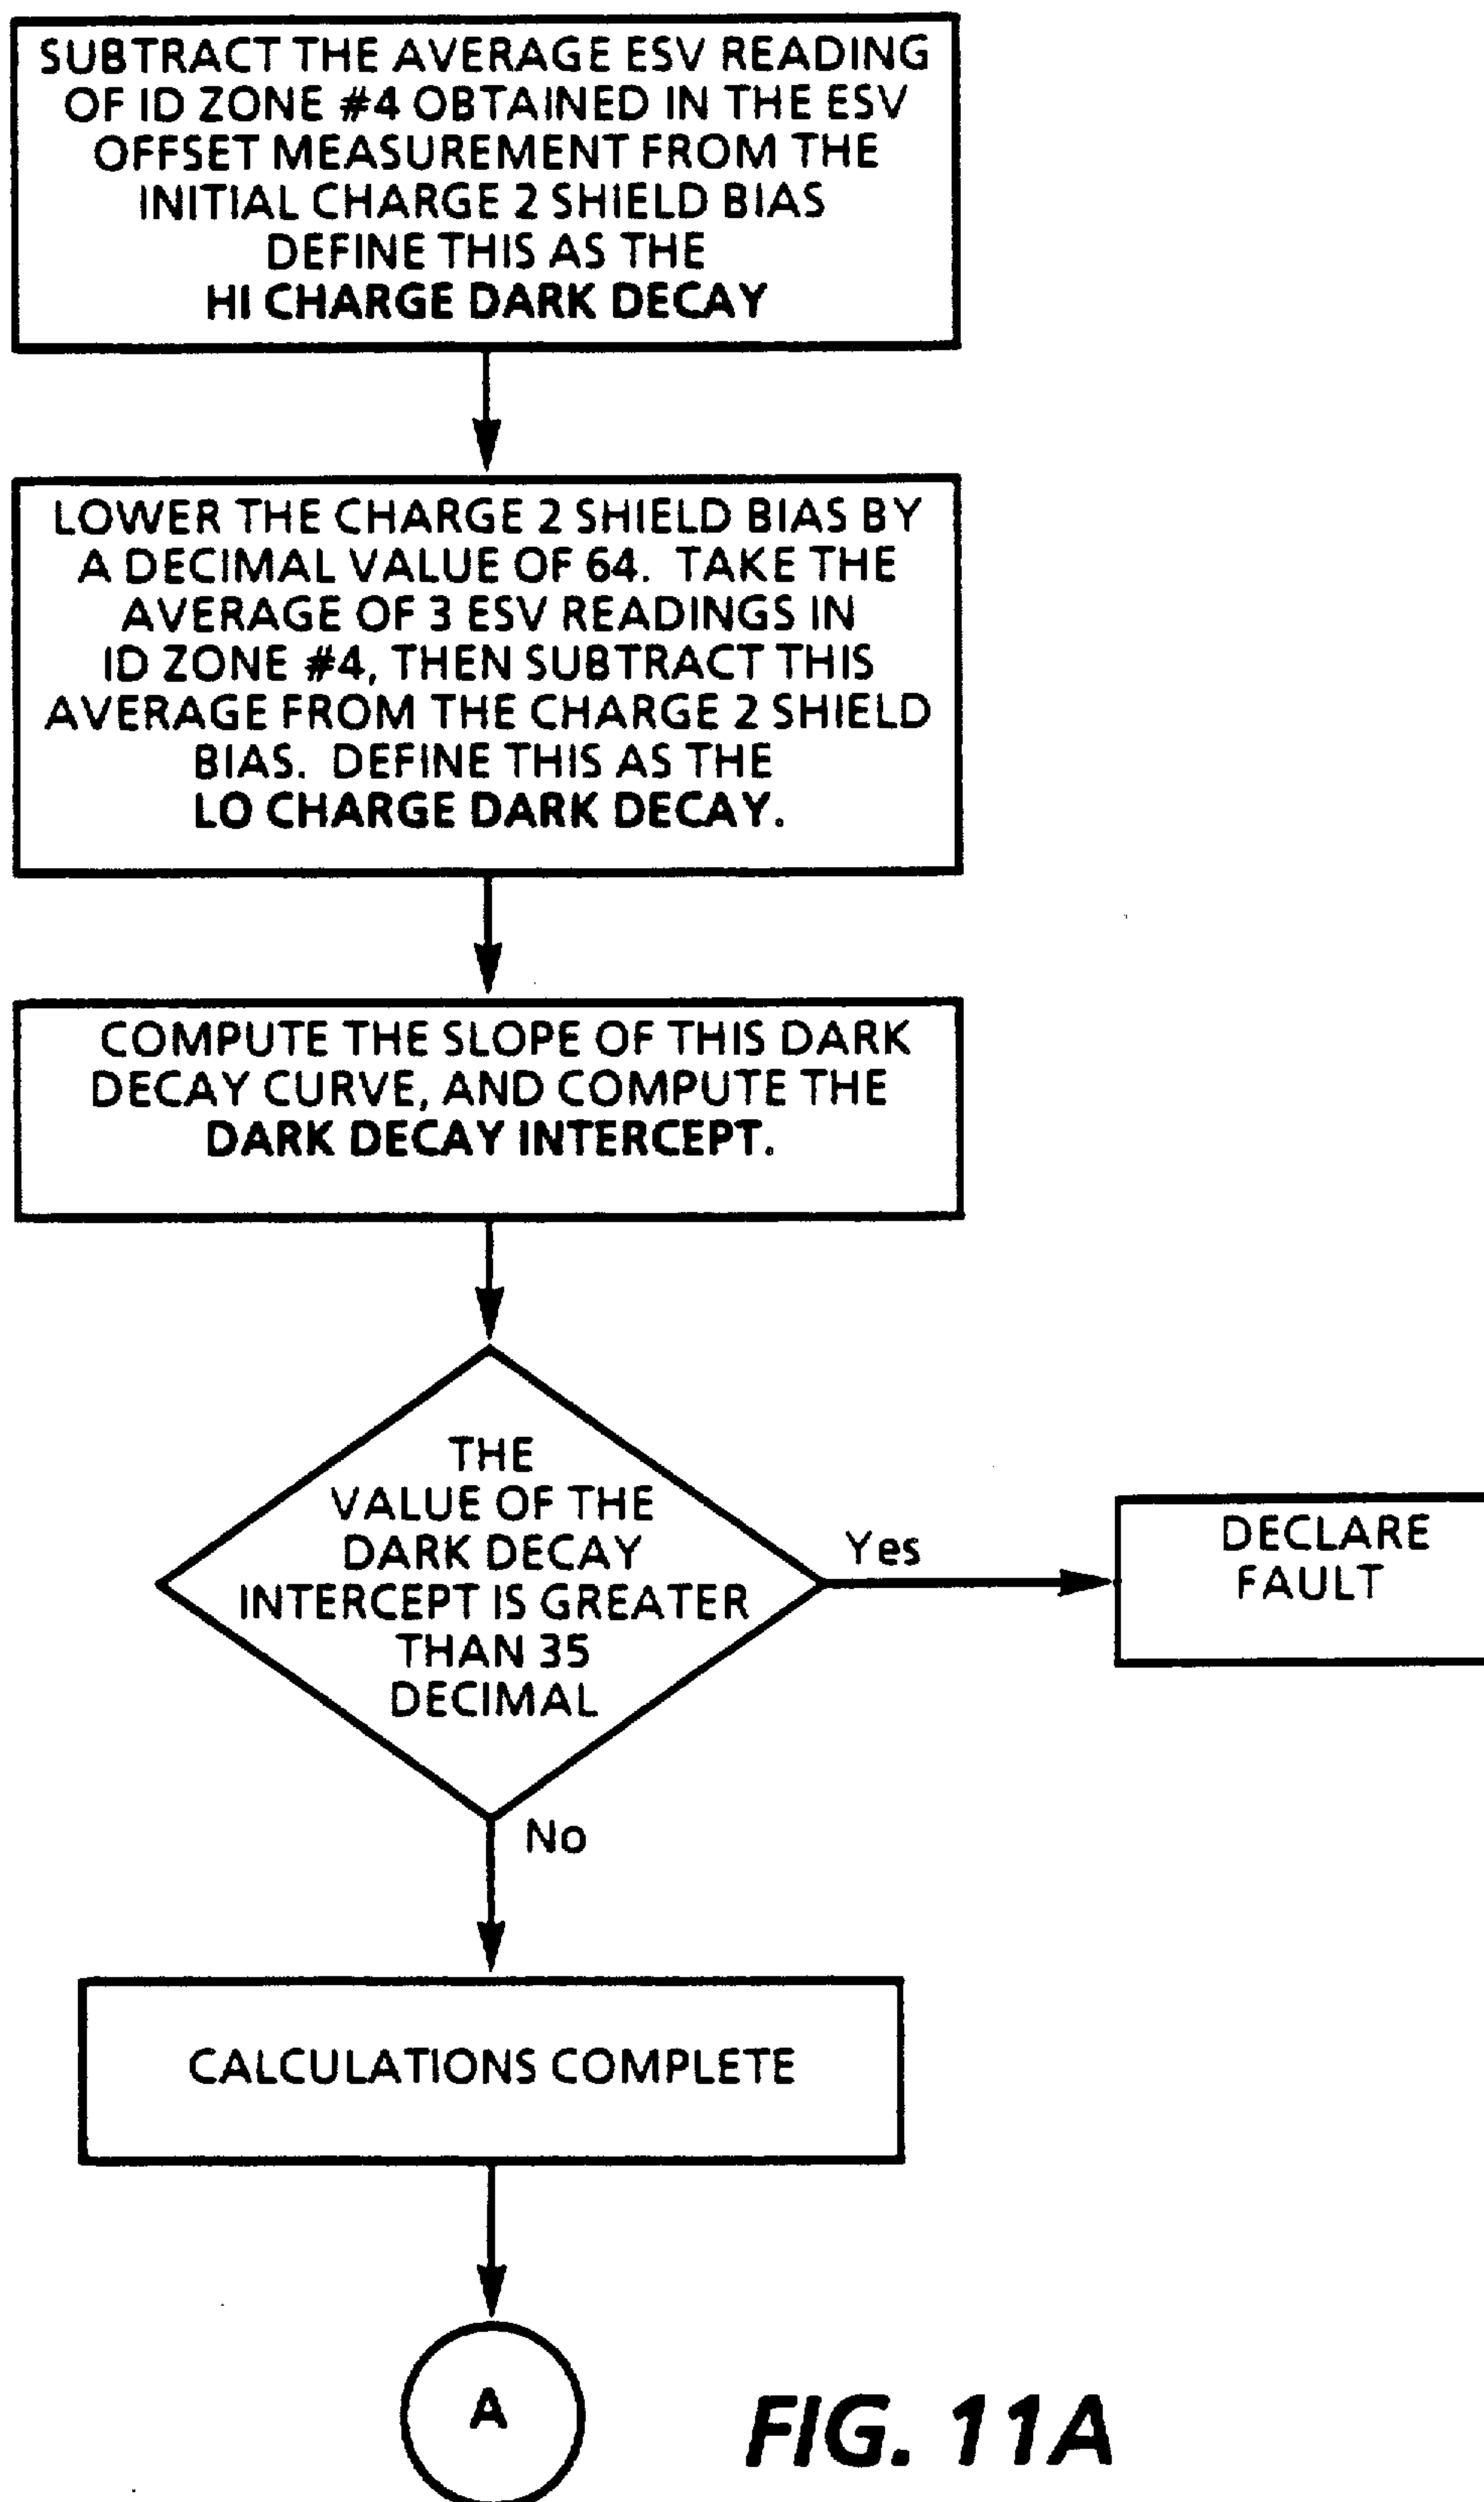 SUBTRACT THE AVERAGE ESV READING
OF ID ZONE #4 OBTAINED IN THE ESV
OFFSET MEASUREMENT FROM THE
INITIAL CHARGE 2 SHIELD BIAS
DEFINE THIS AS THE
HI CHARGE DARK DECAY
LOWER THE CHARGE 2 SHIELD BIAS BY
A DECIMAL VALUE OF 64. TAKE THE
AVERAGE OF 3 ESV READINGS IN
ID ZONE #4, THEN SUBTRACT THIS
AVERAGE FROM THE CHARGE 2 SHIELD
BIAS. DEFINE THIS AS THE
LO CHARGE DARK DECAY.
COMPUTE THE SLOPE OF THIS DARK
DECAY CURVE, AND COMPUTE THE
DARK DECAY INTERCEPT.
THE
VALUE OF THE
DARK DECAY
INTERCEPT IS GREATER
THAN 35
DECIMAL
Yes
DECLARE
FAULT
No
CALCULATIONS COMPLETE
A
FIG. 11A